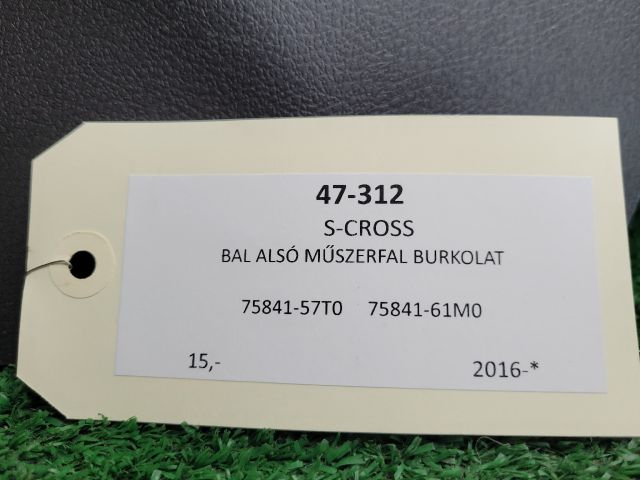 47-312
S-CROSS
BAL ALSÓ MŰSZERFAL BURKOLAT
75841-57T0 75841-61M0
15,- 2016-*